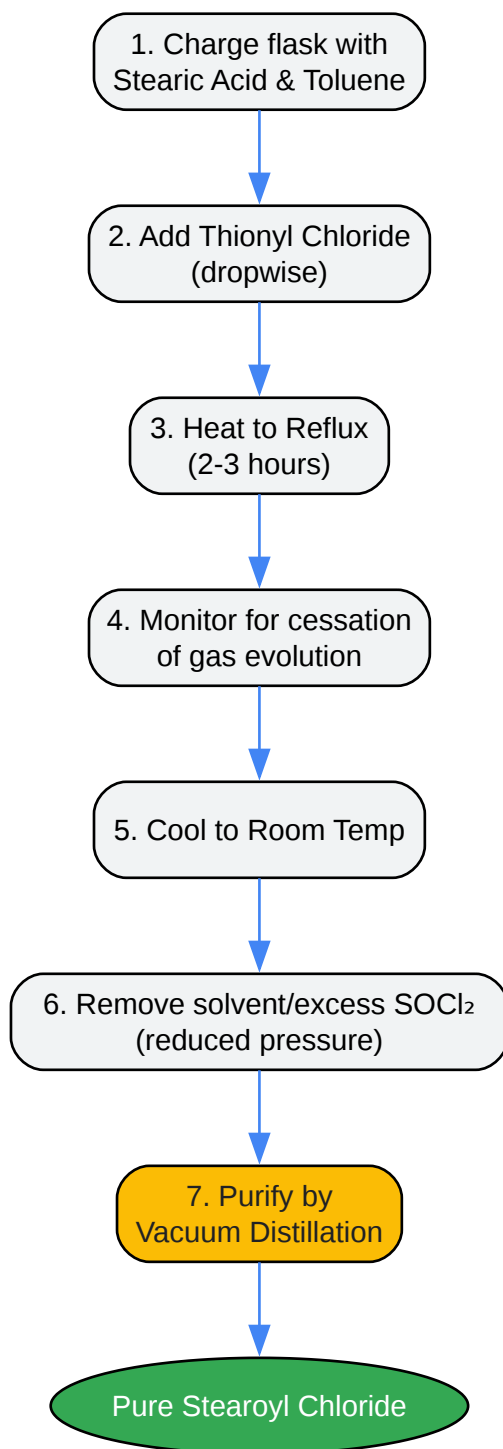 1. Charge flask with
Stearic Acid & Toluene
2. Add Thionyl Chloride
(dropwise)
3. Heat to Reflux
(2-3 hours)
4. Monitor for cessation
of gas evolution
5. Cool to Room Temp
6. Remove solvent/excess SOCl₂
(reduced pressure)
7. Purify by
Vacuum Distillation
Pure Stearoyl Chloride